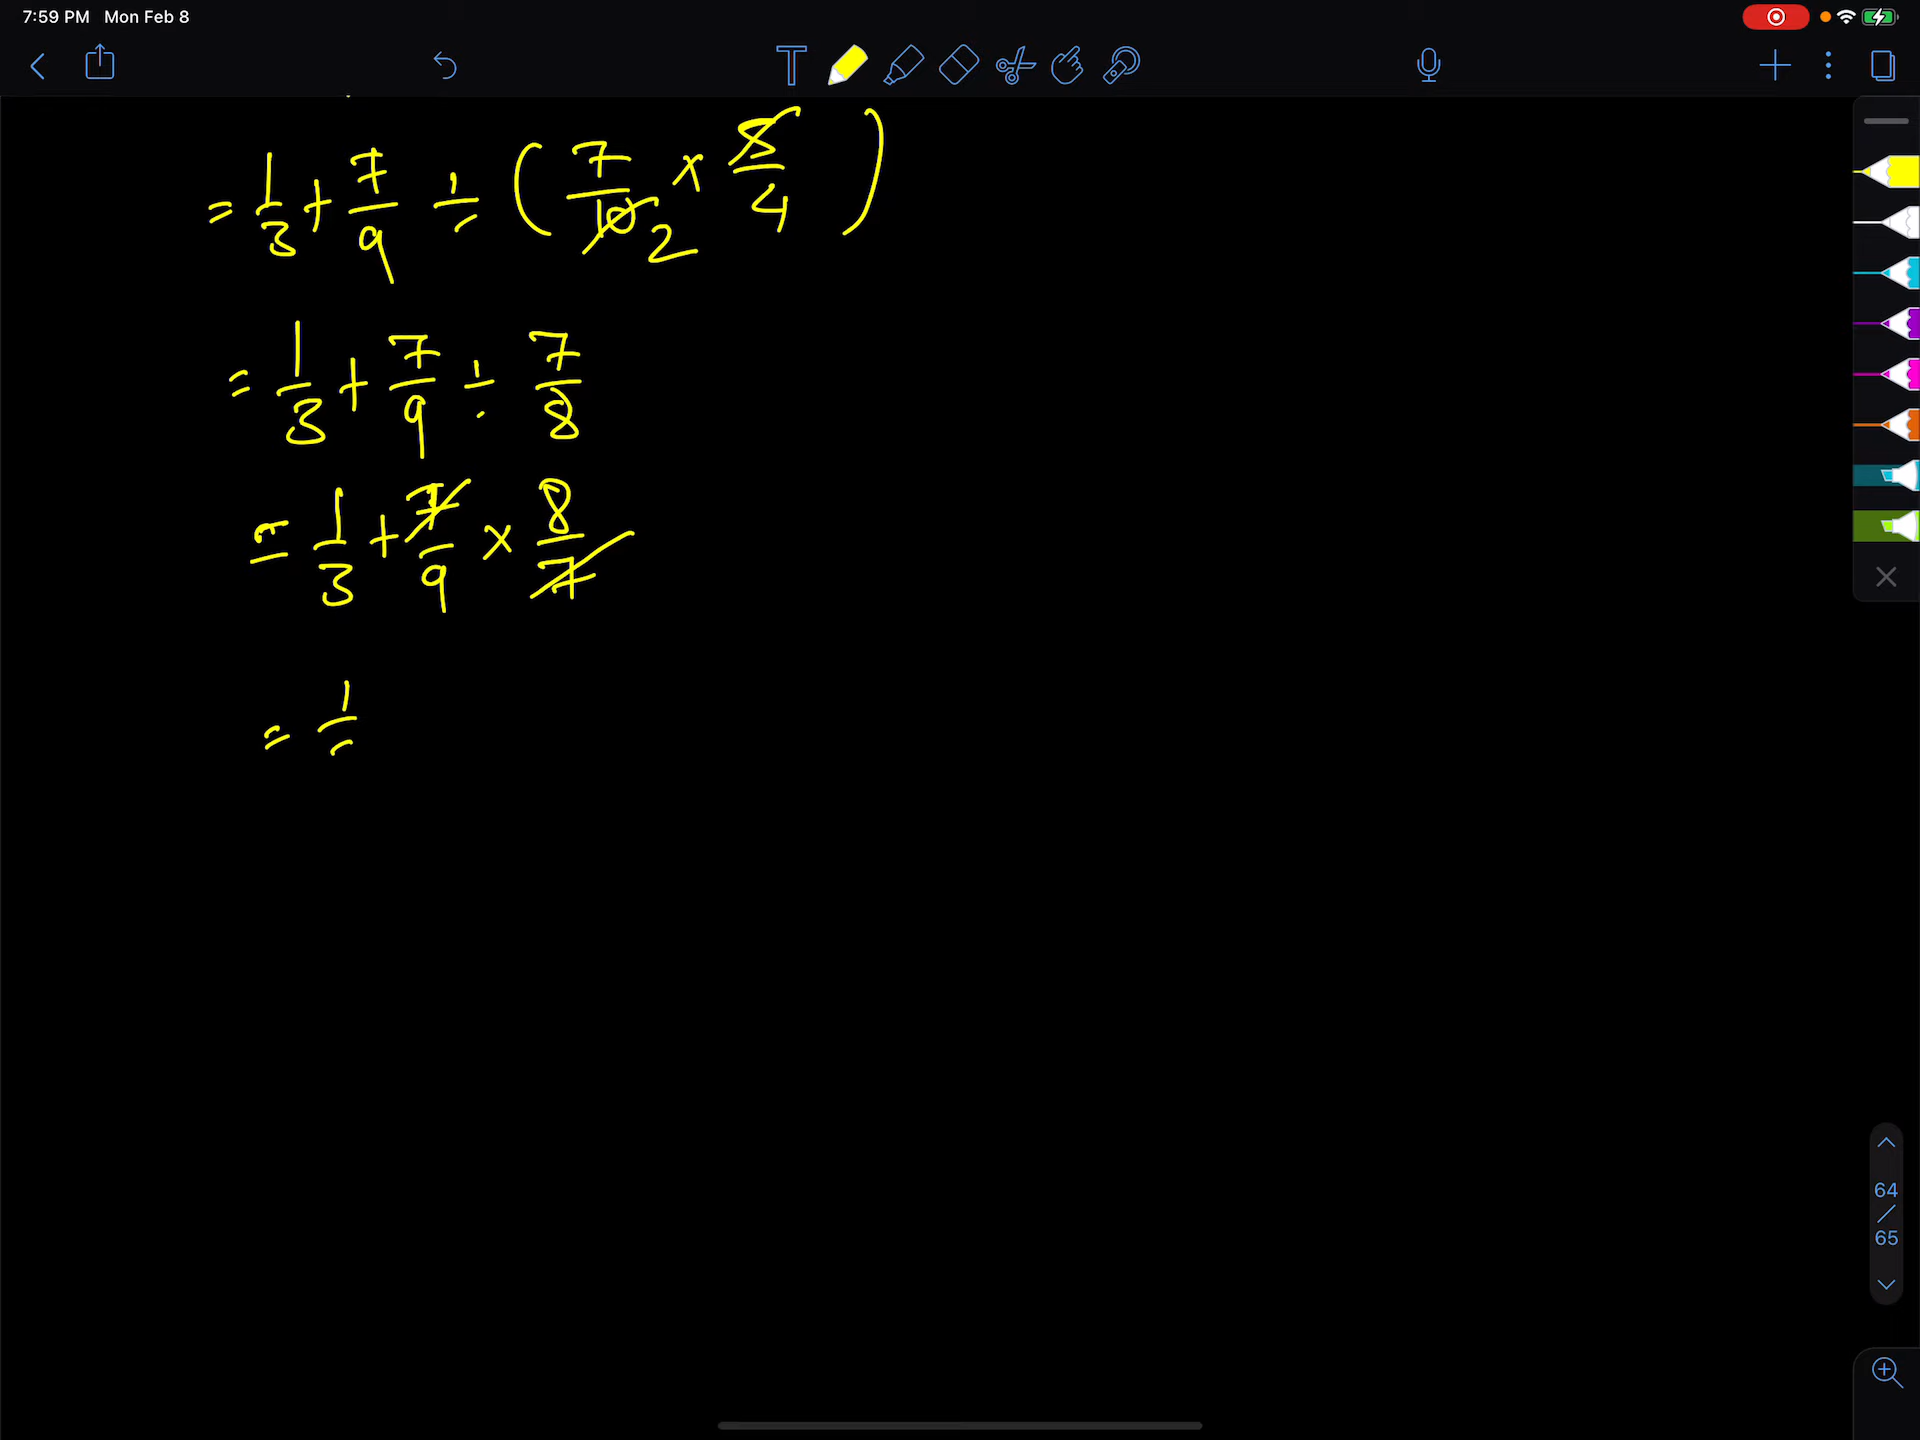 7:59 PM Mon Feb 8
= 1/3 + 7/9 ÷ ( 7/10 2 × 5/4 )
= 1/3 + 7/9 ÷ 7/8
= 1/3 + 7/9 × 8/7
= 1
T
64
/
65